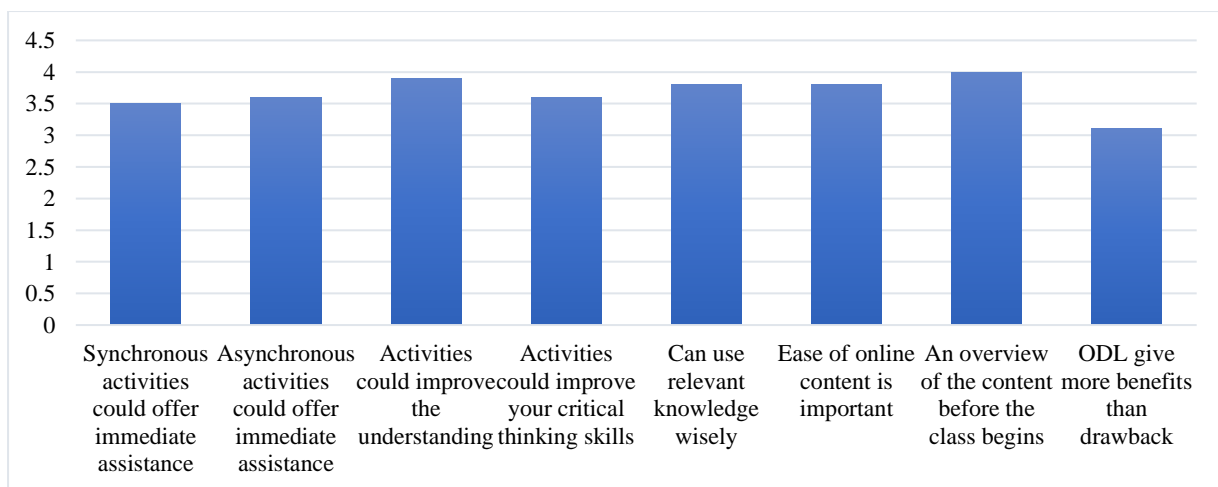 4.5
4
3.5
3
2.5
2
1.5
1
0.5
0
Synchronous
activities
could offer
immediate
assistance
Asynchronous
activities
could offer
immediate
assistance
Activities
could improve
the
understanding
Activities
could improve
your critical
thinking skills
Can use
relevant
knowledge
wisely
Ease of online
content is
important
An overview
of the content
before the
class begins
ODL give
more benefits
than
drawback